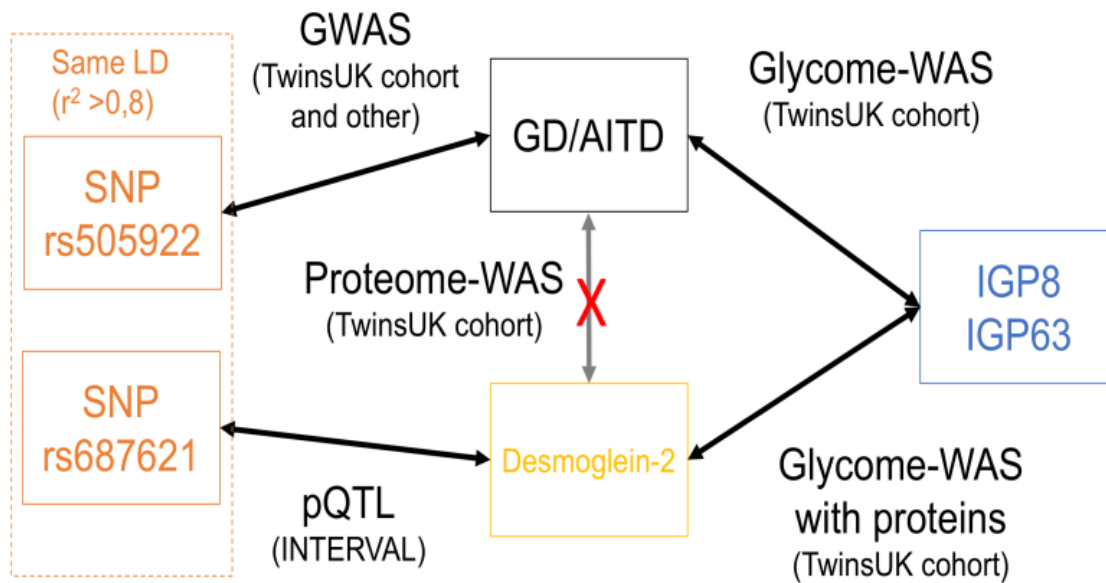 Same LD
(r² >0,8)
SNP
rs505922
SNP
rs687621
GWAS
(TwinsUK cohort
and other)
GD/AITD
Glycome-WAS
(TwinsUK cohort)
Proteome-WAS
(TwinsUK cohort)
X
IGP8
IGP63
Desmoglein-2
pQTL
(INTERVAL)
Glycome-WAS
with proteins
(TwinsUK cohort)